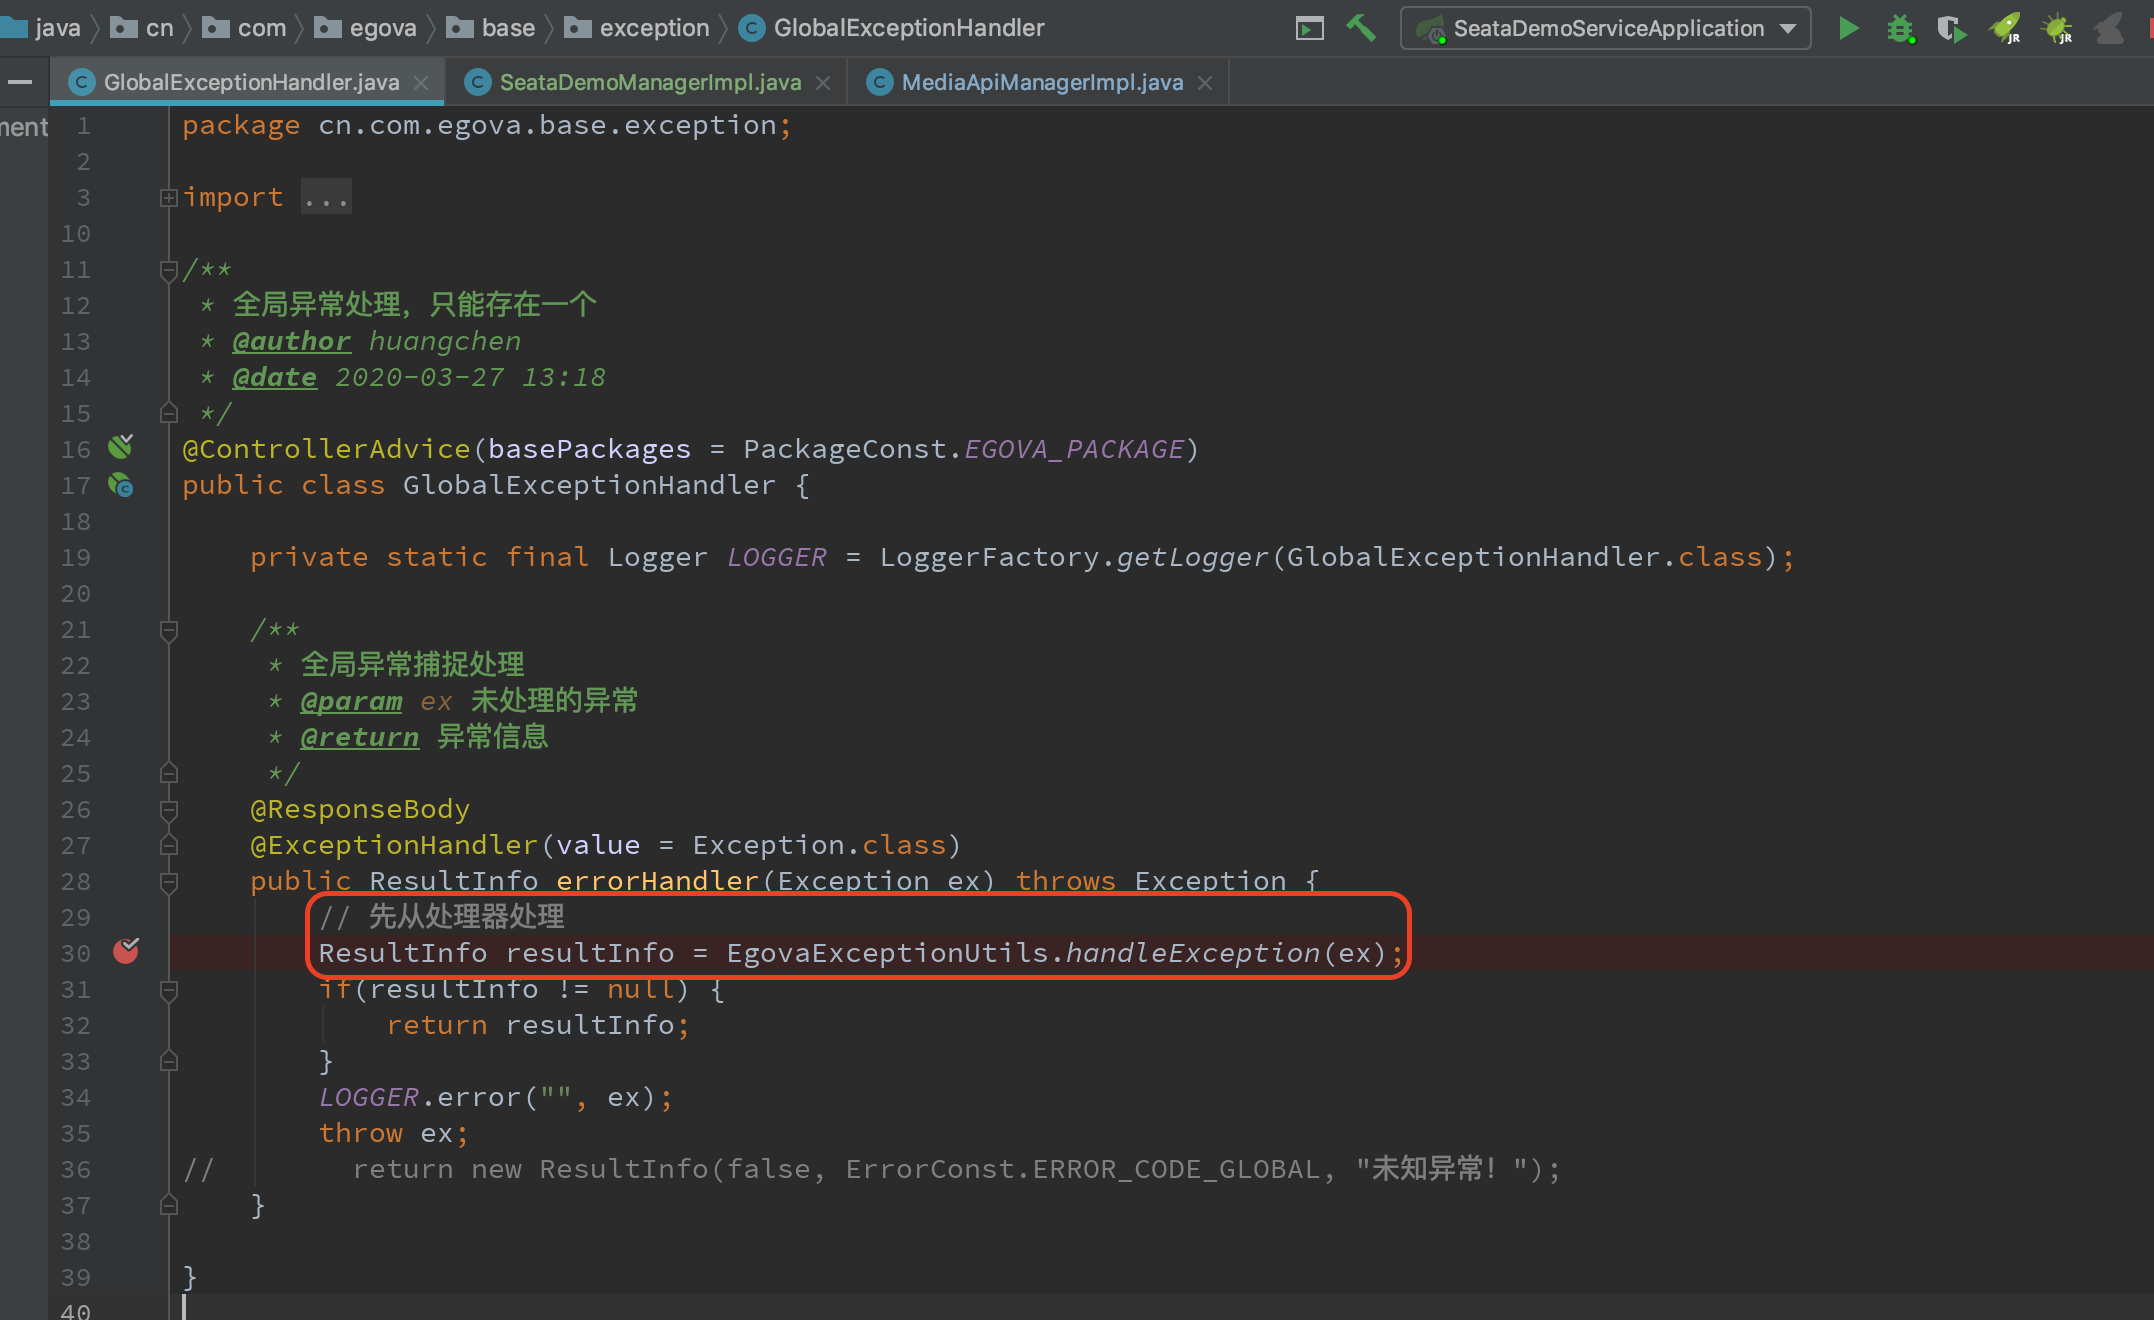 java cn com egova base exception GlobalExceptionHandler SeataDemoServiceApplication JR JR
GlobalExceptionHandler.java SeataDemoManagerImpl.java MediaApiManagerImpl.java
ment
1 package cn.com.egova.base.exception;
2
3 import ...
10
11 /**
12 * 全局异常处理，只能存在一个
13 * @author huangchen
14 * @date 2020-03-27 13:18
15 */
16 @ControllerAdvice(basePackages = PackageConst.EGOVA_PACKAGE)
17 public class GlobalExceptionHandler {
18
19 private static final Logger LOGGER = LoggerFactory.getLogger(GlobalExceptionHandler.class);
20
21 /**
22 * 全局异常捕捉处理
23 * @param ex 未处理的异常
24 * @return 异常信息
25 */
26 @ResponseBody
27 @ExceptionHandler(value = Exception.class)
28 public ResultInfo errorHandler(Exception ex) throws Exception {
29 // 先从处理器处理
30 ResultInfo resultInfo = EgovaExceptionUtils.handleException(ex);
31 if(resultInfo != null) {
32 return resultInfo;
33 }
34 LOGGER.error("", ex);
35 throw ex;
36 // return new ResultInfo(false, ErrorConst.ERROR_CODE_GLOBAL, "未知异常！");
37 }
38
39 }
40